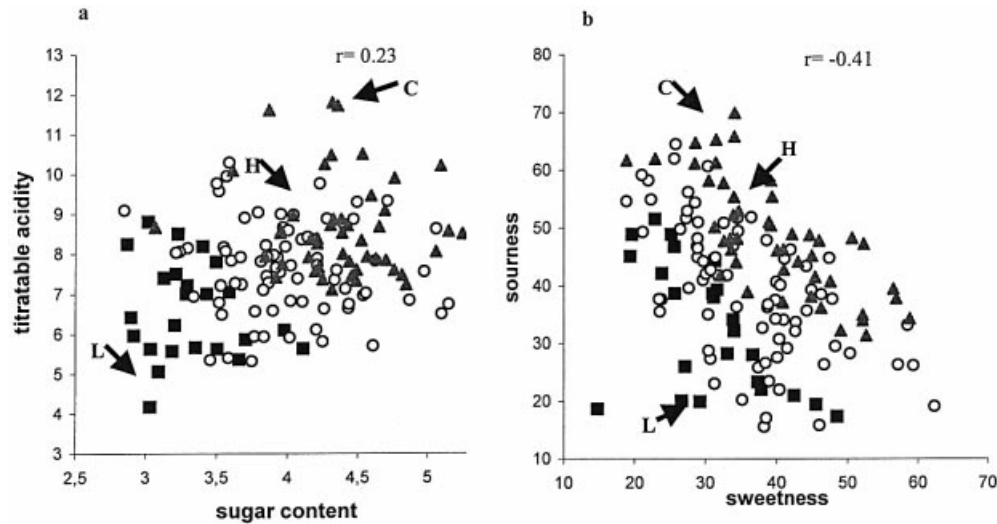 a
r= 0.23
titratable acidity
13
12
11
10
9
8
7
6
5
4
3
C
H
L
2,5
3
3,5
4
4,5
5
sugar content
b
r= -0.41
sourness
80
70
60
50
40
30
20
10
C
H
L
10
20
30
40
50
60
70
sweetness